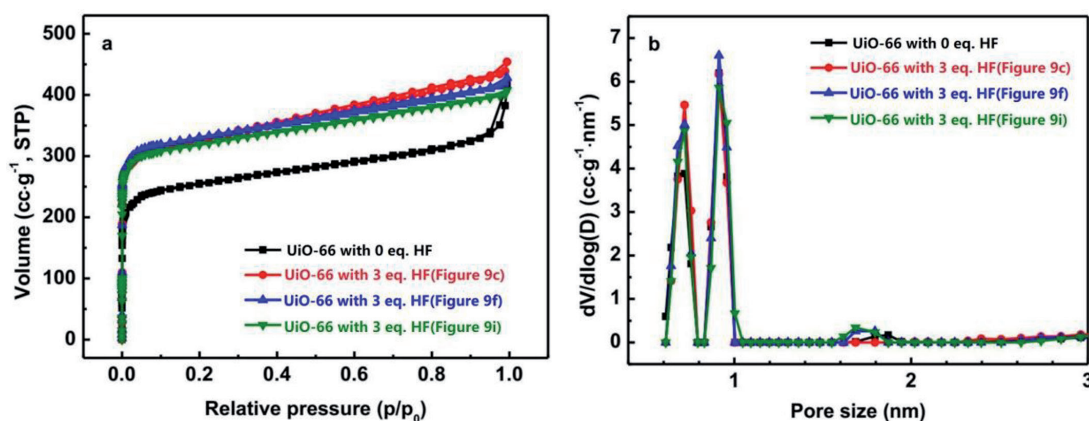 a
500
400
300
200
100
0
Volume (cc·g⁻¹, STP)
UiO-66 with 0 eq. HF
UiO-66 with 3 eq. HF(Figure 9c)
UiO-66 with 3 eq. HF(Figure 9f)
UiO-66 with 3 eq. HF(Figure 9i)
0.0 0.2 0.4 0.6 0.8 1.0
Relative pressure (p/p₀)
b
7
6
5
4
3
2
1
0
dV/dlog(D) (cc·g⁻¹·nm⁻¹)
UiO-66 with 0 eq. HF
UiO-66 with 3 eq. HF(Figure 9c)
UiO-66 with 3 eq. HF(Figure 9f)
UiO-66 with 3 eq. HF(Figure 9i)
1 2 3
Pore size (nm)